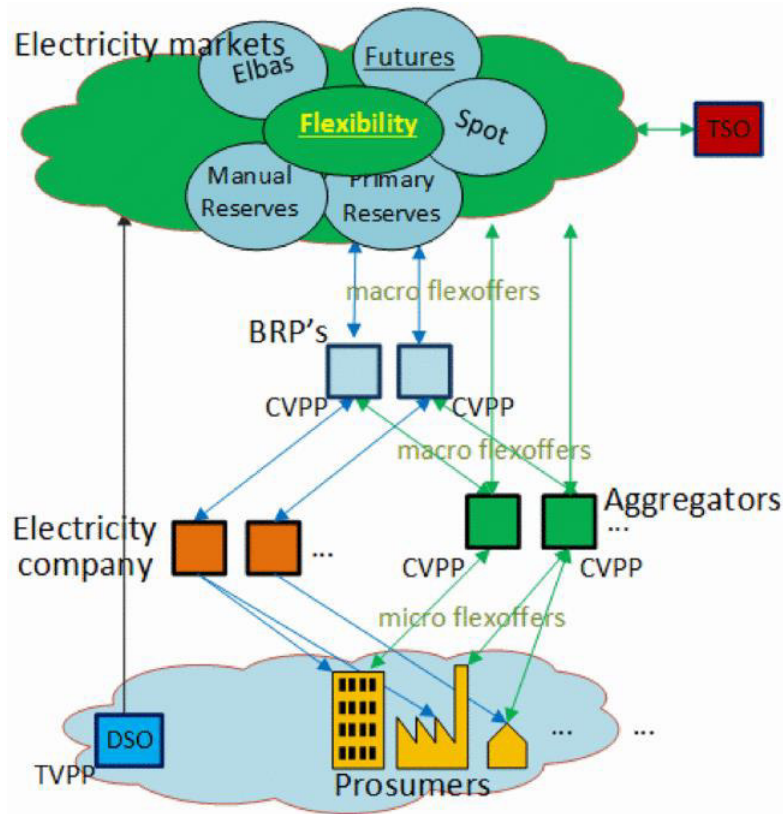 Electricity markets
Elbas
Futures
Flexibility
Spot
TSO
Manual
Reserves
Primary
Reserves
macro flexoffers
BRP's
CVPP
CVPP
macro flexoffers
Aggregators
...
Electricity
company
...
CVPP
CVPP
micro flexoffers
DSO
TVPP
...
...
Prosumers